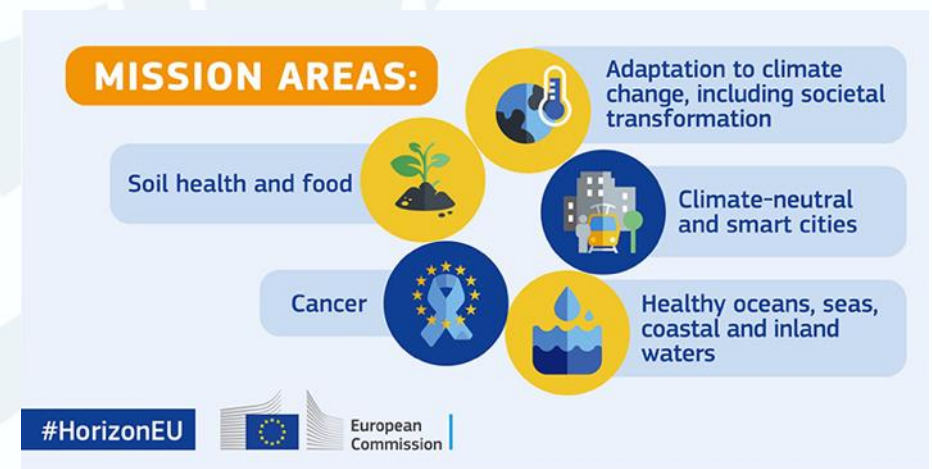 MISSION AREAS:
Adaptation to climate
change, including societal
transformation
Soil health and food
Climate-neutral
and smart cities
Cancer
Healthy oceans, seas,
coastal and inland
waters
#HorizonEU
European
Commission